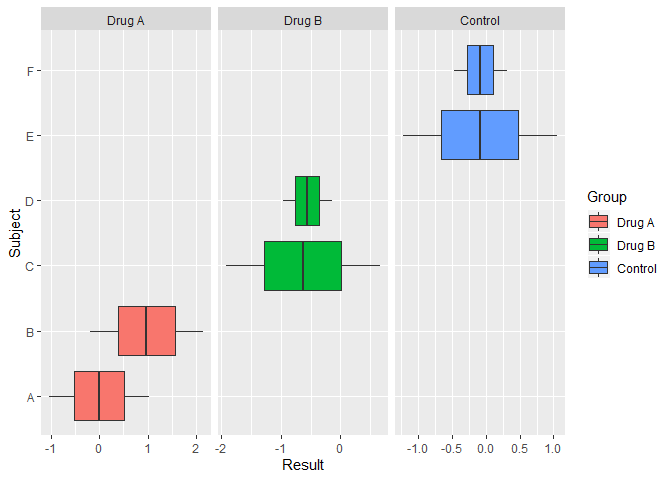 Drug A Drug B Control
F
E
D
C
B
A
Subject
-1 0 1 2 -2 -1 0 -1.0 -0.5 0.0 0.5 1.0
Result
Group
Drug A
Drug B
Control